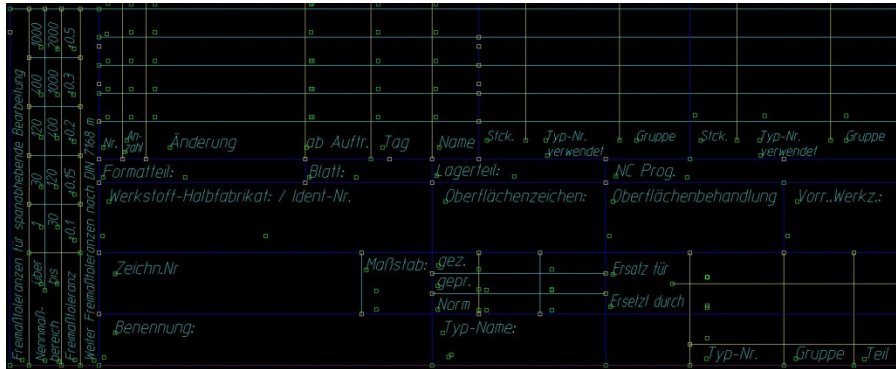 Freimaßtoleranzen für spanabhebende Bearbeitung
Nennmaß-
bereich
über 1 30 120 400 1000
bis 30 120 400 1000 2000
Freimaßtoleranz ±0.1 ±0.15 ±0.2 ±0.3 ±0.5
Weiter Freimaßtoleranzen nach DIN 7168 m
Nr. An-
zahl Änderung ab Auftr. Tag Name Stck. Typ-Nr.
verwendet Gruppe Stck. Typ-Nr.
verwendet Gruppe
Formatteil: Blatt: Lagerteil: NC Prog.
Werkstoff-Halbfabrikat: / Ident-Nr. Oberflächenzeichen: Oberflächenbehandlung Vorr..Werkz.:
Zeichn.Nr Maßstab: gez. Ersatz für
gepr.
Norm Ersetzt durch
Benennung: Typ-Name:
Typ-Nr. Gruppe Teil